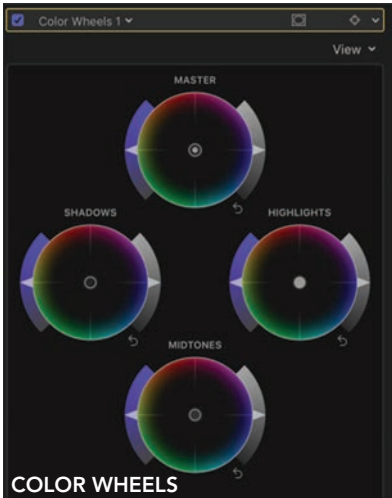 Color Wheels 1
View
MASTER
SHADOWS
HIGHLIGHTS
MIDTONES
COLOR WHEELS